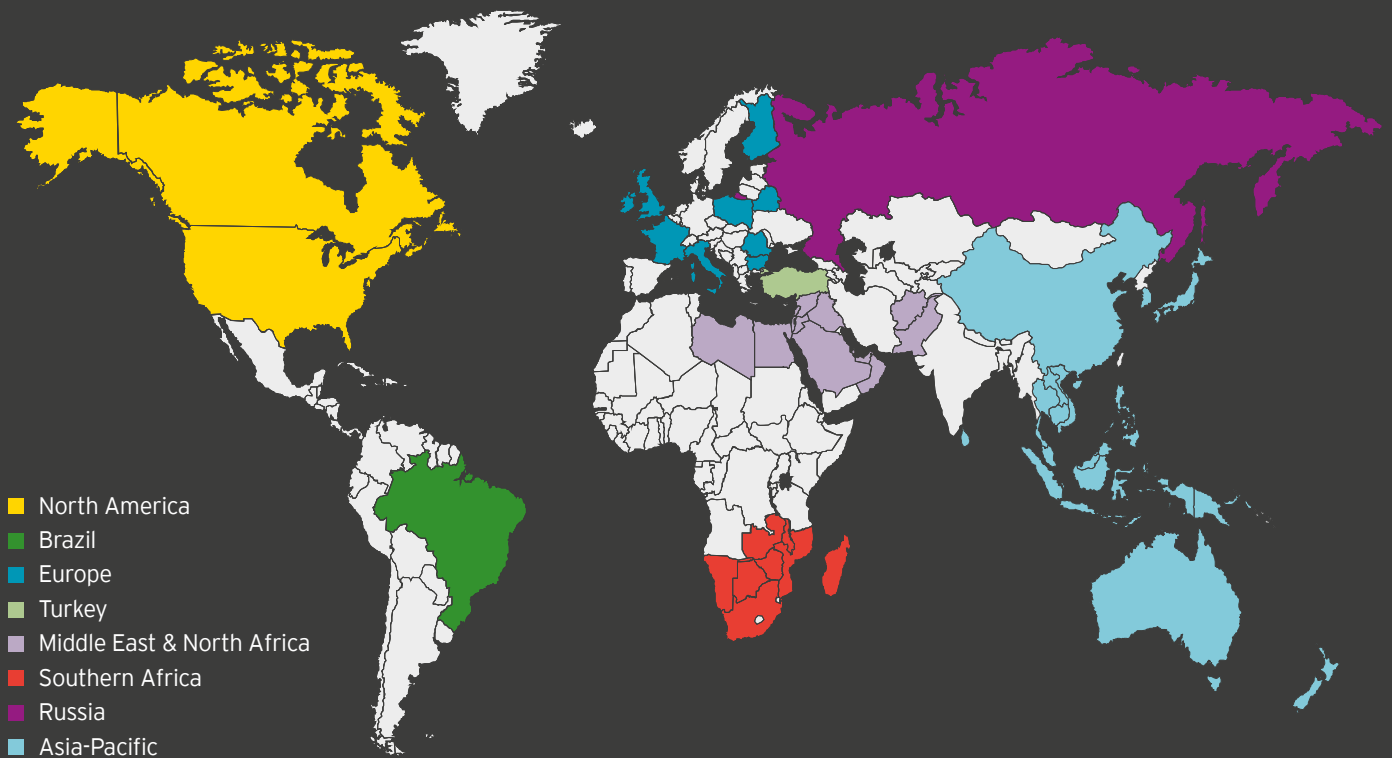 North America
Brazil
Europe
Turkey
Middle East & North Africa
Southern Africa
Russia
Asia-Pacific